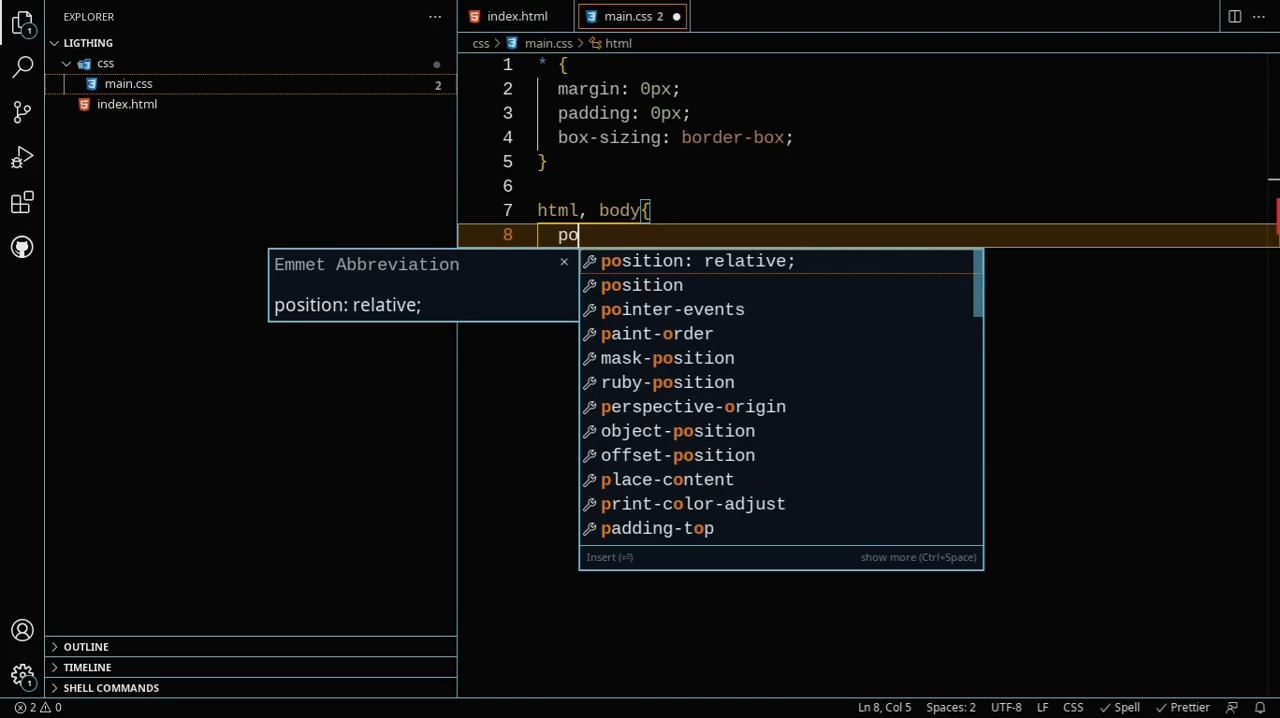 EXPLORER
LIGTHING
css
main.css 2
index.html
OUTLINE
TIMELINE
SHELL COMMANDS
1
1
index.html
main.css 2
css > main.css > html
1 * {
2 margin: 0px;
3 padding: 0px;
4 box-sizing: border-box;
5 }
6
7 html, body{
8 po
Emmet Abbreviation ×
position: relative;
position: relative;
position
pointer-events
paint-order
mask-position
ruby-position
perspective-origin
object-position
offset-position
place-content
print-color-adjust
padding-top
Insert (⏎) show more (Ctrl+Space)
2 0 Ln 8, Col 5 Spaces: 2 UTF-8 LF CSS ✓ Spell ✓ Prettier